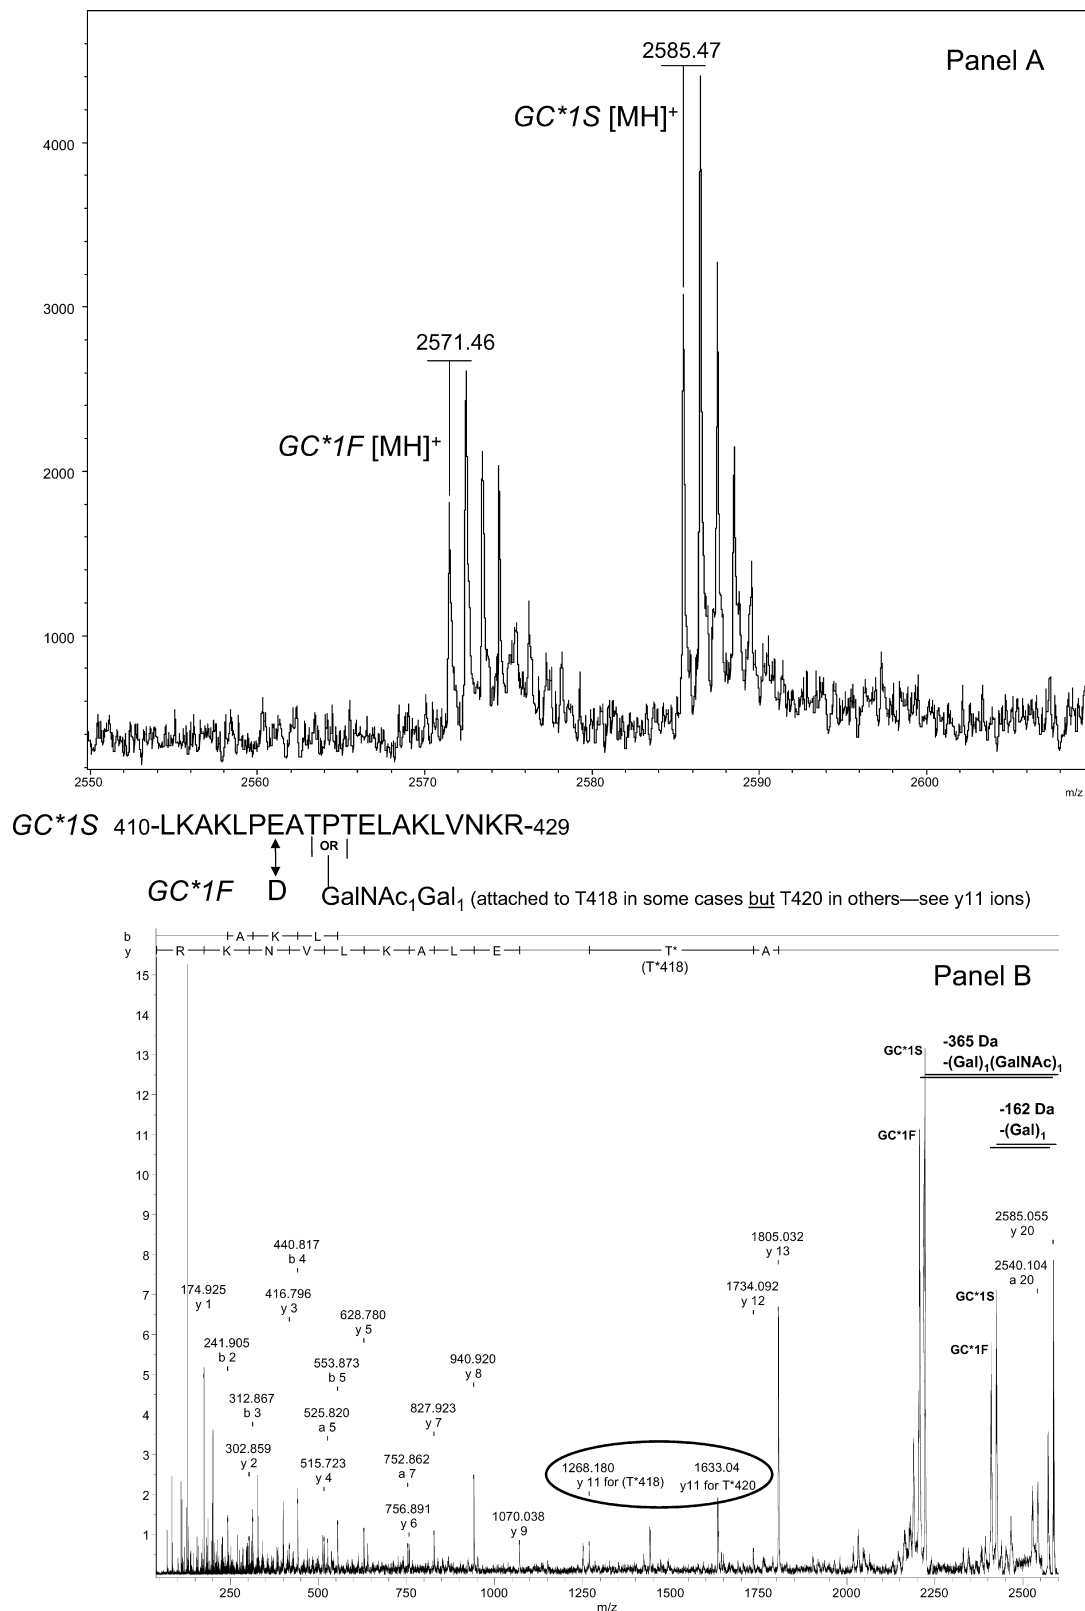 Panel A
2585.47
GC*1S [MH]+
2571.46
GC*1F [MH]+
4000
3000
2000
1000
2550 2560 2570 2580 2590 2600
m/z
GC*1S 410-LKAKLPEATPTELAKLVNKR-429
OR
GC*1F D GalNAc1Gal1 (attached to T418 in some cases but T420 in others—see y11 ions)
b A K L
y R K N V L K A L E T* A
(T*418)
Panel B
15
14
13
12
11
10
9
8
7
6
5
4
3
2
1
GC*1S
-365 Da
-(Gal)1(GalNAc)1
-162 Da
-(Gal)1
GC*1F
2585.055
y 20
2540.104
a 20
GC*1S
GC*1F
1805.032
y 13
1734.092
y 12
440.817
b 4
174.925
y 1
416.796
y 3
628.780
y 5
241.905
b 2
553.873
b 5
940.920
y 8
312.867
b 3
525.820
a 5
827.923
y 7
302.859
y 2
515.723
y 4
752.862
a 7
756.891
y 6
1070.038
y 9
1268.180
y 11 for (T*418)
1633.04
y11 for T*420
250 500 750 1000 1250 1500 1750 2000 2250 2500
m/z